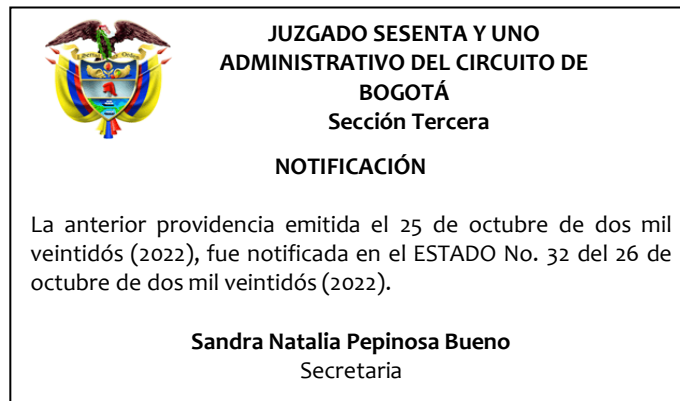 JUZGADO SESENTA Y UNO
ADMINISTRATIVO DEL CIRCUITO DE
BOGOTÁ
Sección Tercera
NOTIFICACIÓN
La anterior providencia emitida el 25 de octubre de dos mil
veintidós (2022), fue notificada en el ESTADO No. 32 del 26 de
octubre de dos mil veintidós (2022).
Sandra Natalia Pepinosa Bueno
Secretaria